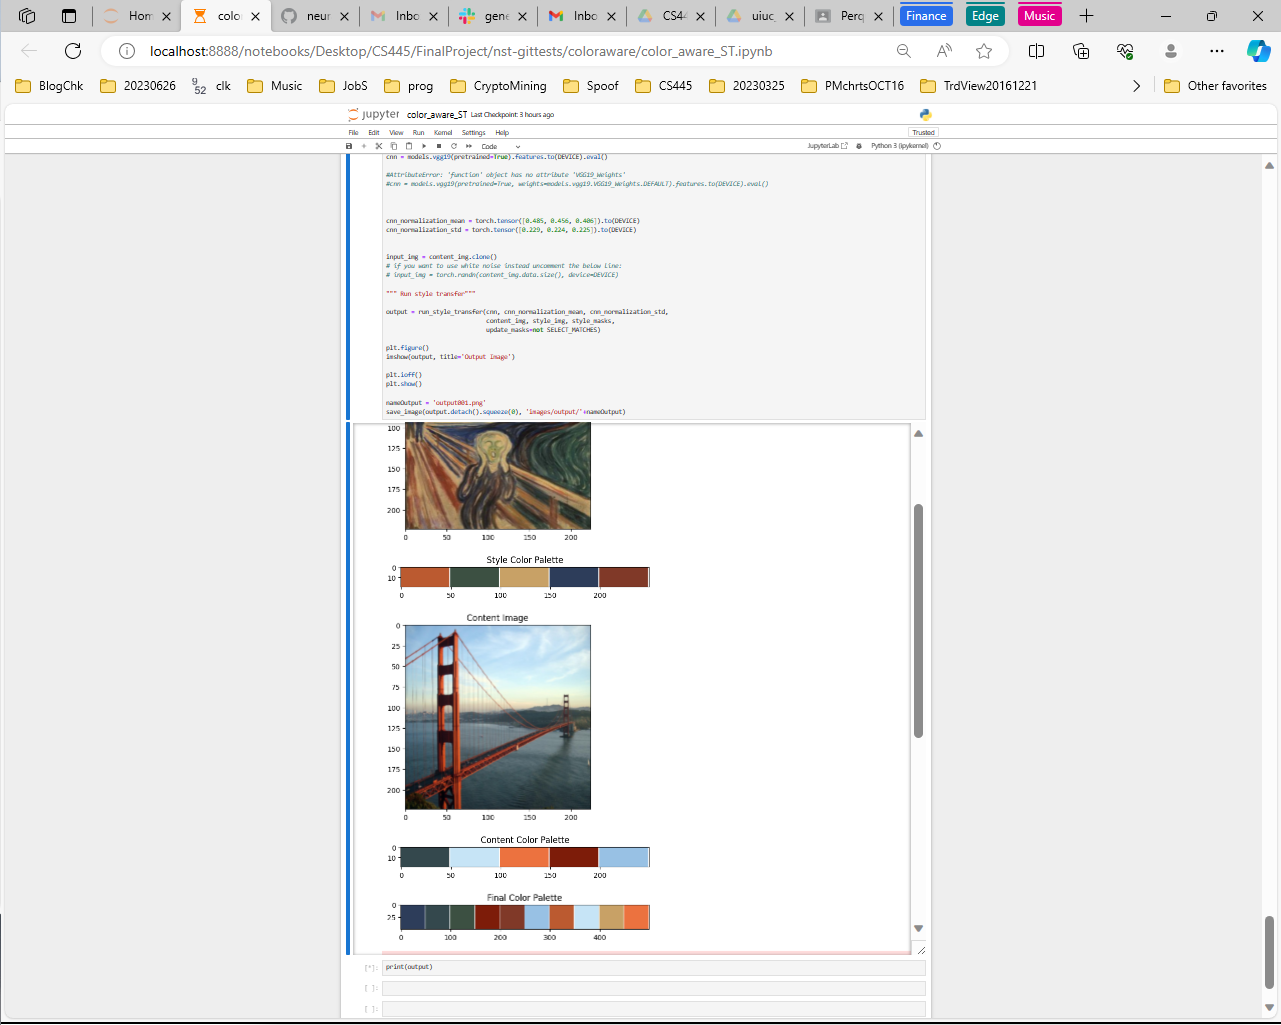 Hom
colo
neur
Inbo
gene
Inbo
CS44
uiuc_
Perq
Finance
Edge
Music
localhost:8888/notebooks/Desktop/CS445/FinalProject/nst-gittests/coloraware/color_aware_ST.ipynb
BlogChk
20230626
9
52
clk
Music
JobS
prog
CryptoMining
Spoof
CS445
20230325
PMchrtsOCT16
TrdView20161221
Other favorites
jupyter color_aware_ST Last Checkpoint: 3 hours ago
File Edit View Run Kernel Settings Help
Trusted
Code
JupyterLab
Python 3 (ipykernel)
cnn = models.vgg19(pretrained=True).features.to(DEVICE).eval()
#AttributeError: 'function' object has no attribute 'VGG19_Weights'
#cnn = models.vgg19(pretrained=True, weights=models.vgg19.VGG19_Weights.DEFAULT).features.to(DEVICE).eval()
cnn_normalization_mean = torch.tensor([0.485, 0.456, 0.406]).to(DEVICE)
cnn_normalization_std = torch.tensor([0.229, 0.224, 0.225]).to(DEVICE)
input_img = content_img.clone()
# if you want to use white noise instead uncomment the below line:
# input_img = torch.randn(content_img.data.size(), device=DEVICE)
""" Run style transfer"""
output = run_style_transfer(cnn, cnn_normalization_mean, cnn_normalization_std,
content_img, style_img, style_masks,
update_masks=not SELECT_MATCHES)
plt.figure()
imshow(output, title='Output Image')
plt.ioff()
plt.show()
nameOutput = 'output001.png'
save_image(output.detach().squeeze(0), 'images/output/'+nameOutput)
100
125
150
175
200
0 50 100 150 200
Style Color Palette
0
10
0 50 100 150 200
Content Image
0
25
50
75
100
125
150
175
200
0 50 100 150 200
Content Color Palette
0
10
0 50 100 150 200
Final Color Palette
0
25
0 100 200 300 400
[*]: print(output)
[ ]:
[ ]: